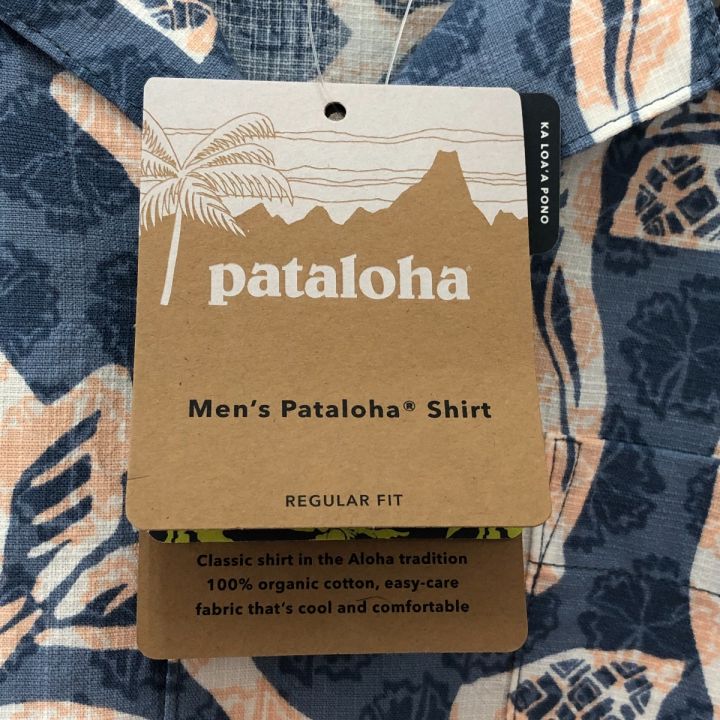 KA LOA'A PONO
pataloha
Men's Pataloha® Shirt
REGULAR FIT
Classic shirt in the Aloha tradition
100% organic cotton, easy-care
fabric that's cool and comfortable